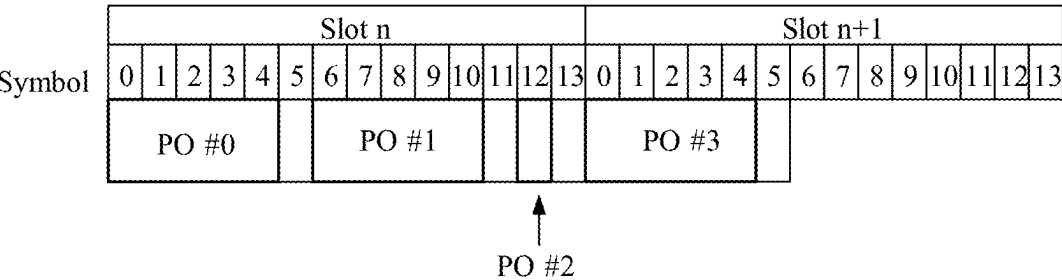 Slot n Slot n+1
Symbol 0 1 2 3 4 5 6 7 8 9 10 11 12 13 0 1 2 3 4 5 6 7 8 9 10 11 12 13
PO #0 PO #1 PO #3
PO #2